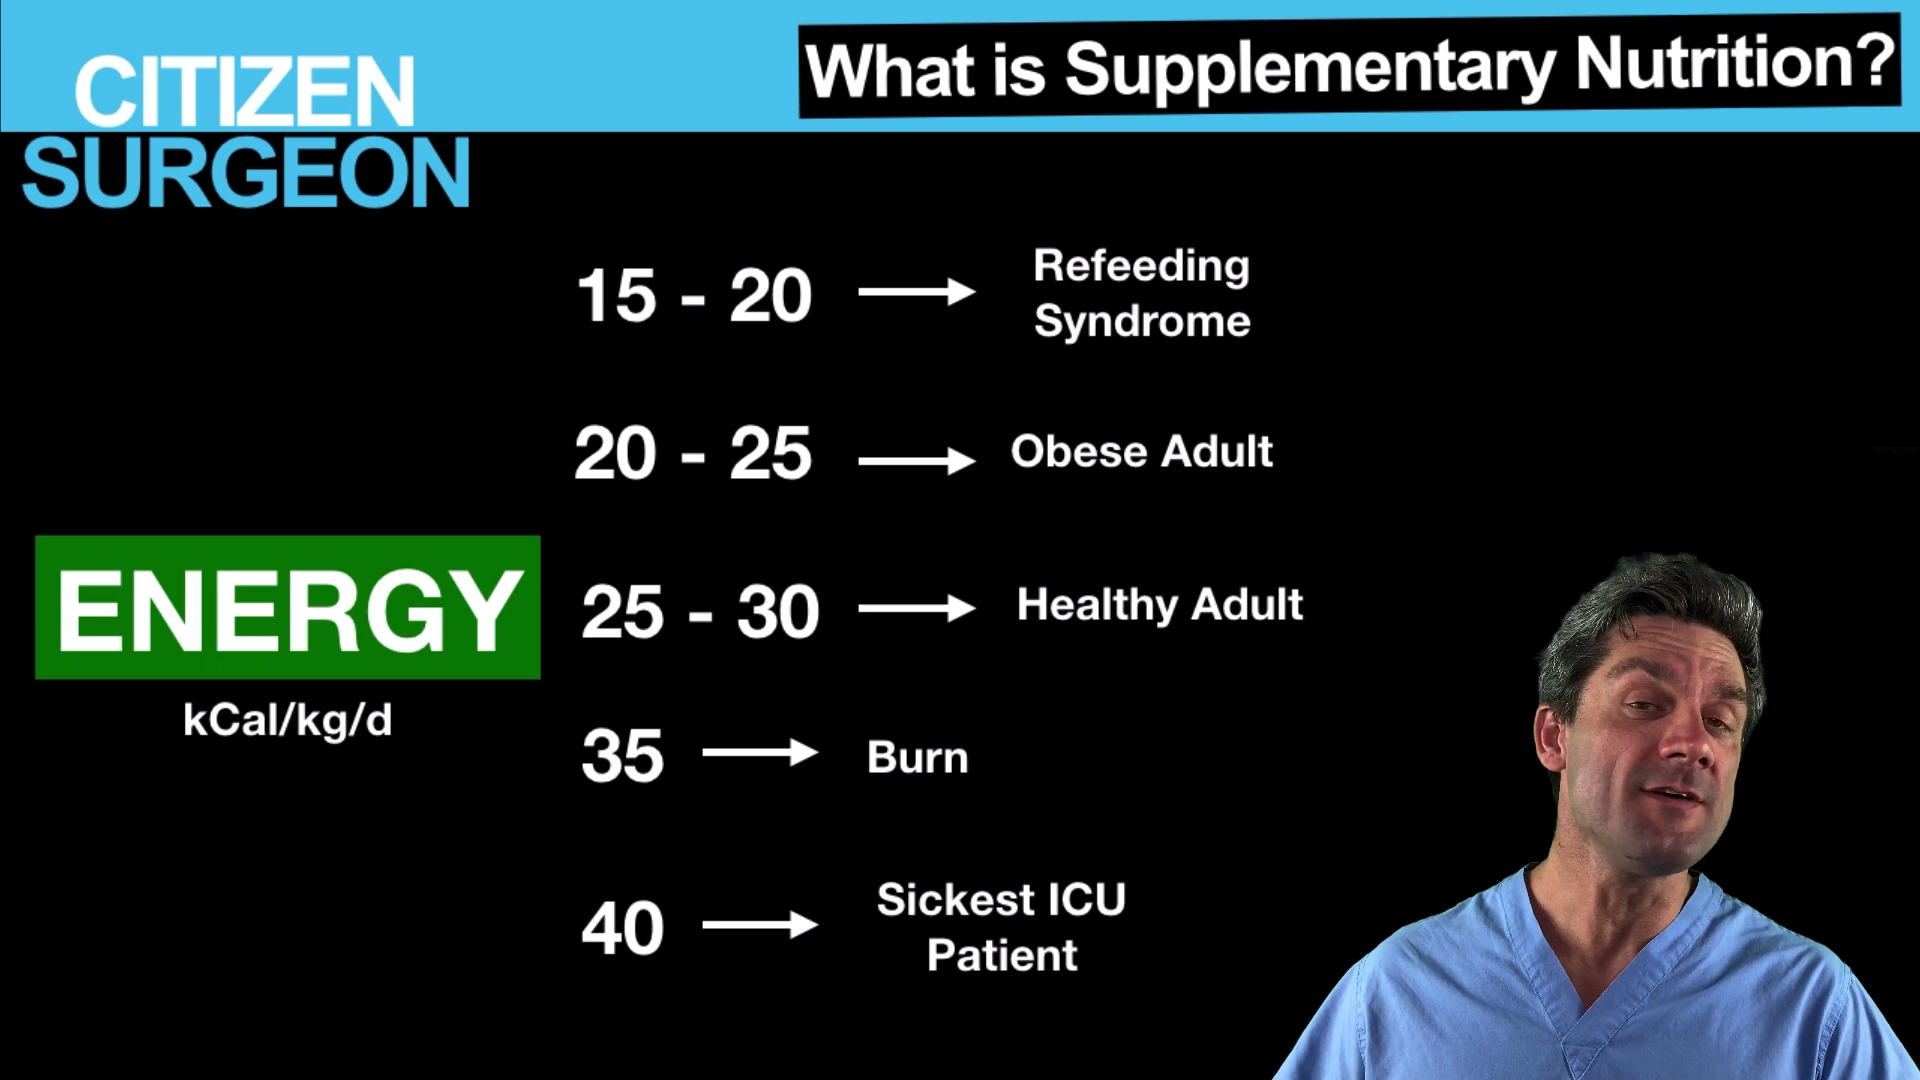 CITIZEN
SURGEON
What is Supplementary Nutrition?
15 - 20
Refeeding
Syndrome
20 - 25
Obese Adult
ENERGY
kCal/kg/d
25 - 30
Healthy Adult
35
Burn
40
Sickest ICU
Patient